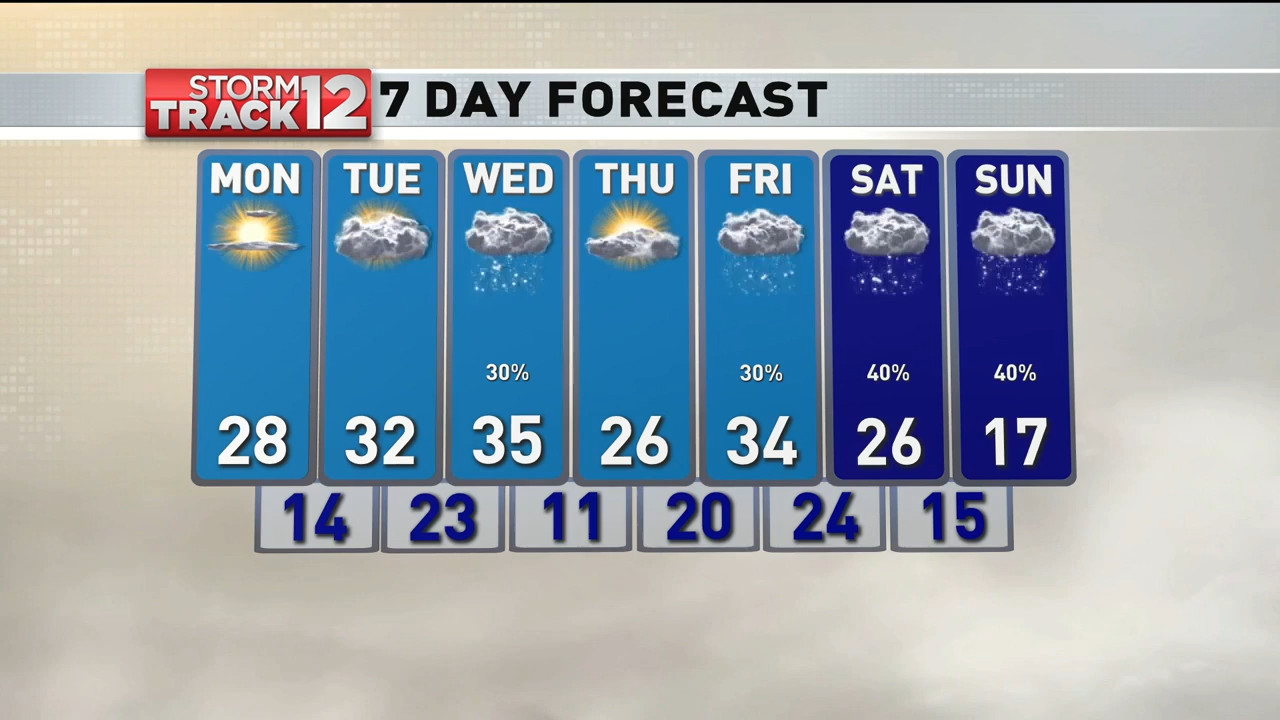 STORM
TRACK 12
7 DAY FORECAST
MON TUE WED THU FRI SAT SUN
30% 30% 40% 40%
28 32 35 26 34 26 17
14 23 11 20 24 15